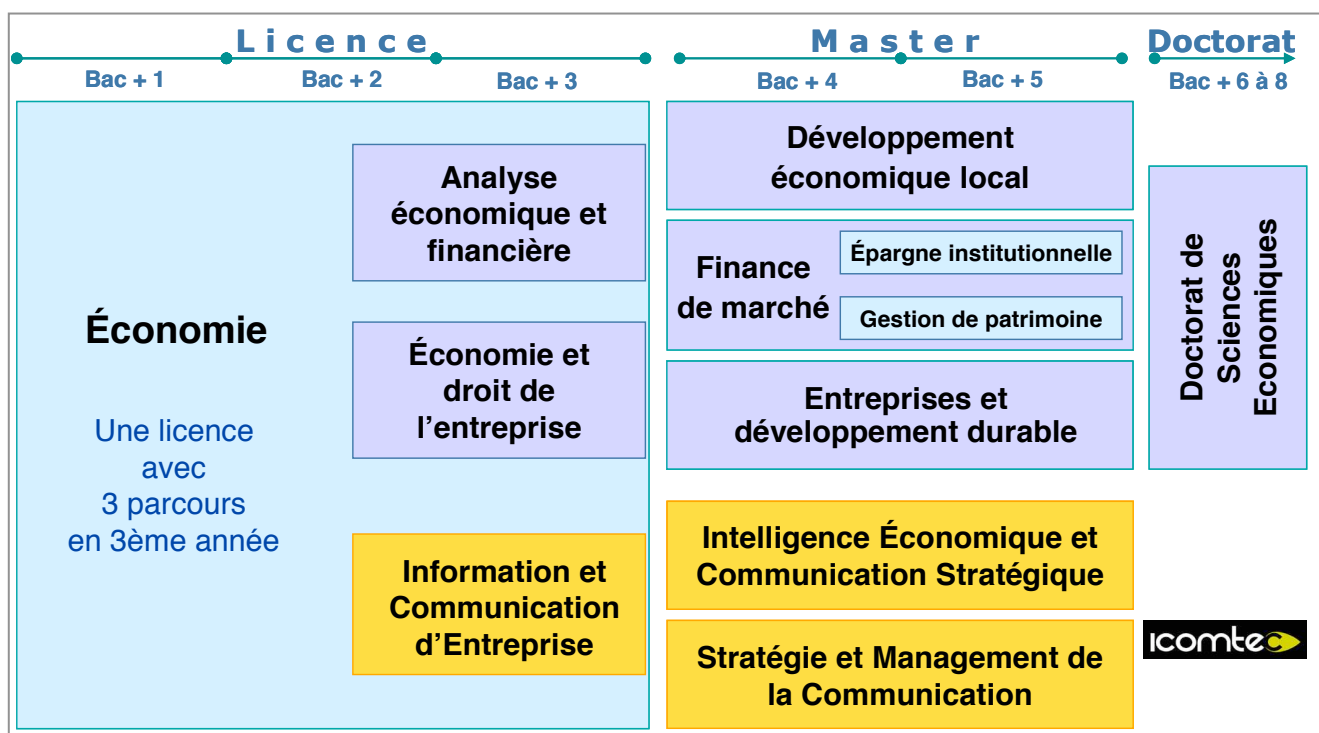 Licence
Master
Doctorat
Bac + 1
Bac + 2
Bac + 3
Bac + 4
Bac + 5
Bac + 6 à 8
Économie
Une licence
avec
3 parcours
en 3ème année
Analyse
économique et
financière
Économie et
droit de
l’entreprise
Information et
Communication
d’Entreprise
Développement
économique local
Finance
de marché
Épargne institutionnelle
Gestion de patrimoine
Entreprises et
développement durable
Intelligence Économique et
Communication Stratégique
Stratégie et Management de
la Communication
Doctorat de
Sciences
Economiques
ıcomtec